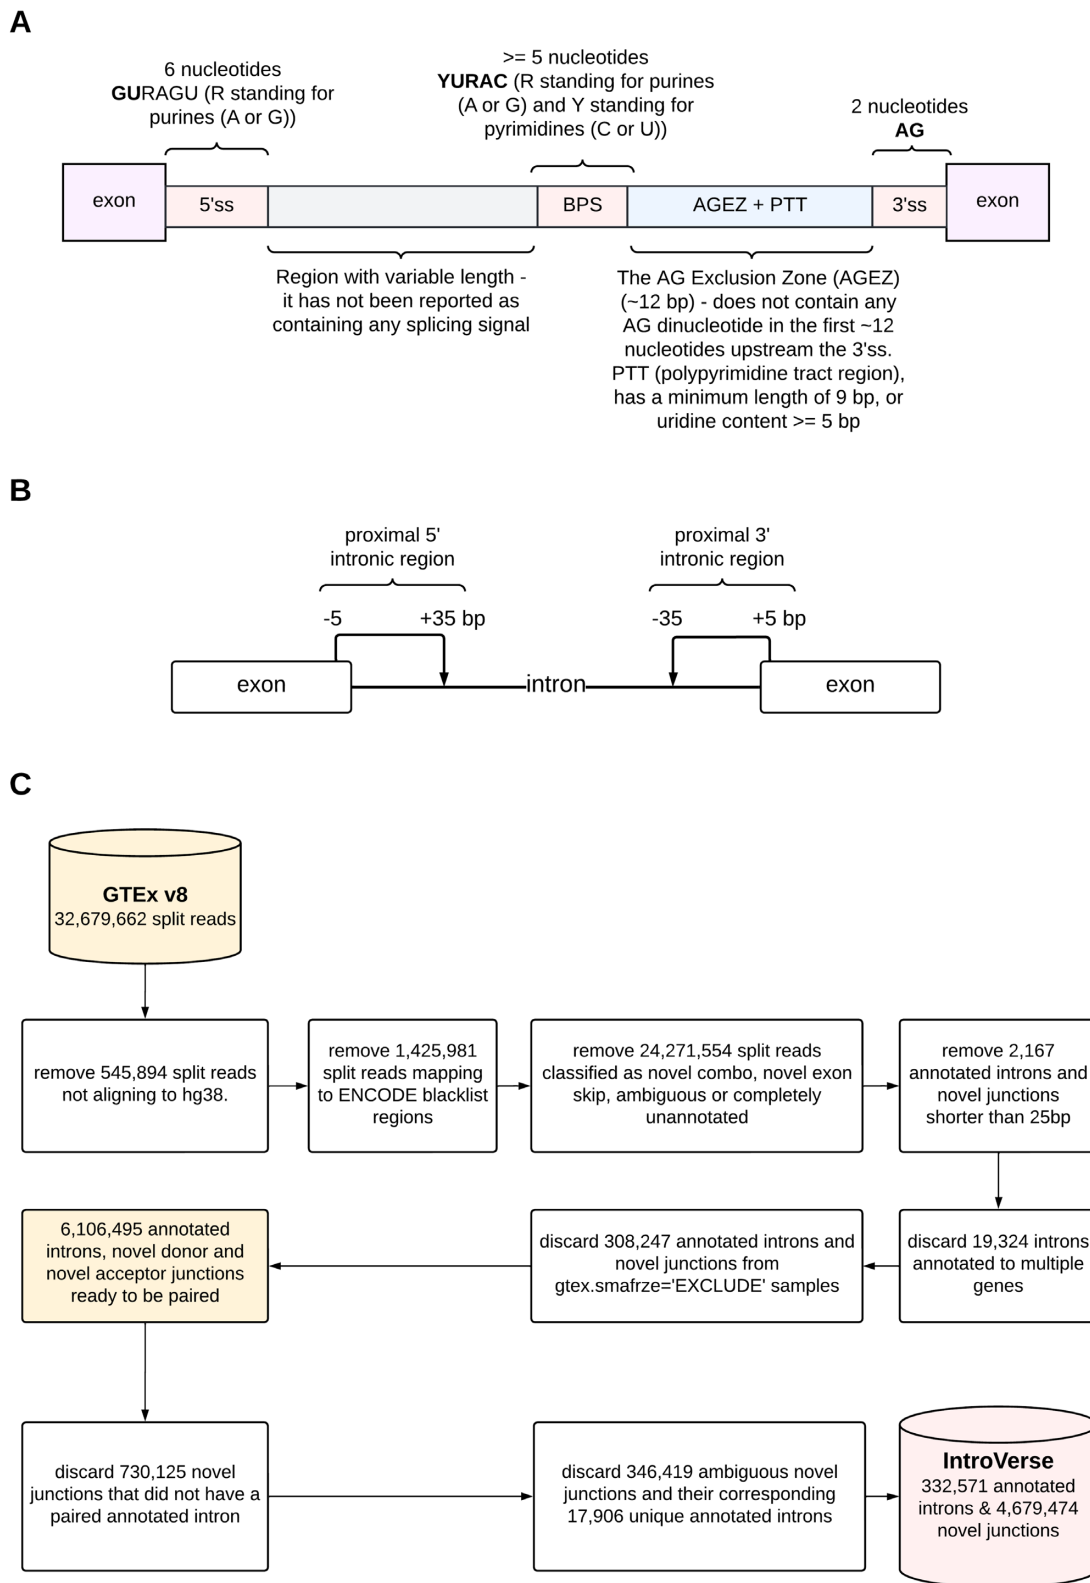 A
6 nucleotides
GURAGU (R standing for
purines (A or G))
>= 5 nucleotides
YURAC (R standing for purines
(A or G) and Y standing for
pyrimidines (C or U))
2 nucleotides
AG
exon
5'ss
BPS
AGEZ + PTT
3'ss
exon
Region with variable length -
it has not been reported as
containing any splicing signal
The AG Exclusion Zone (AGEZ)
(~12 bp) - does not contain any
AG dinucleotide in the first ~12
nucleotides upstream the 3'ss.
PTT (polypyrimidine tract region),
has a minimum length of 9 bp, or
uridine content >= 5 bp
B
proximal 5'
intronic region
proximal 3'
intronic region
-5
+35 bp
-35
+5 bp
exon
intron
exon
C
GTEx v8
32,679,662 split reads
remove 545,894 split reads
not aligning to hg38.
remove 1,425,981
split reads mapping
to ENCODE blacklist
regions
remove 24,271,554 split reads
classified as novel combo, novel exon
skip, ambiguous or completely
unannotated
remove 2,167
annotated introns and
novel junctions
shorter than 25bp
6,106,495 annotated
introns, novel donor and
novel acceptor junctions
ready to be paired
discard 308,247 annotated introns and
novel junctions from
gtex.smafrze='EXCLUDE' samples
discard 19,324 introns
annotated to multiple
genes
discard 730,125 novel
junctions that did not have a
paired annotated intron
discard 346,419 ambiguous novel
junctions and their corresponding
17,906 unique annotated introns
IntroVerse
332,571 annotated
introns & 4,679,474
novel junctions